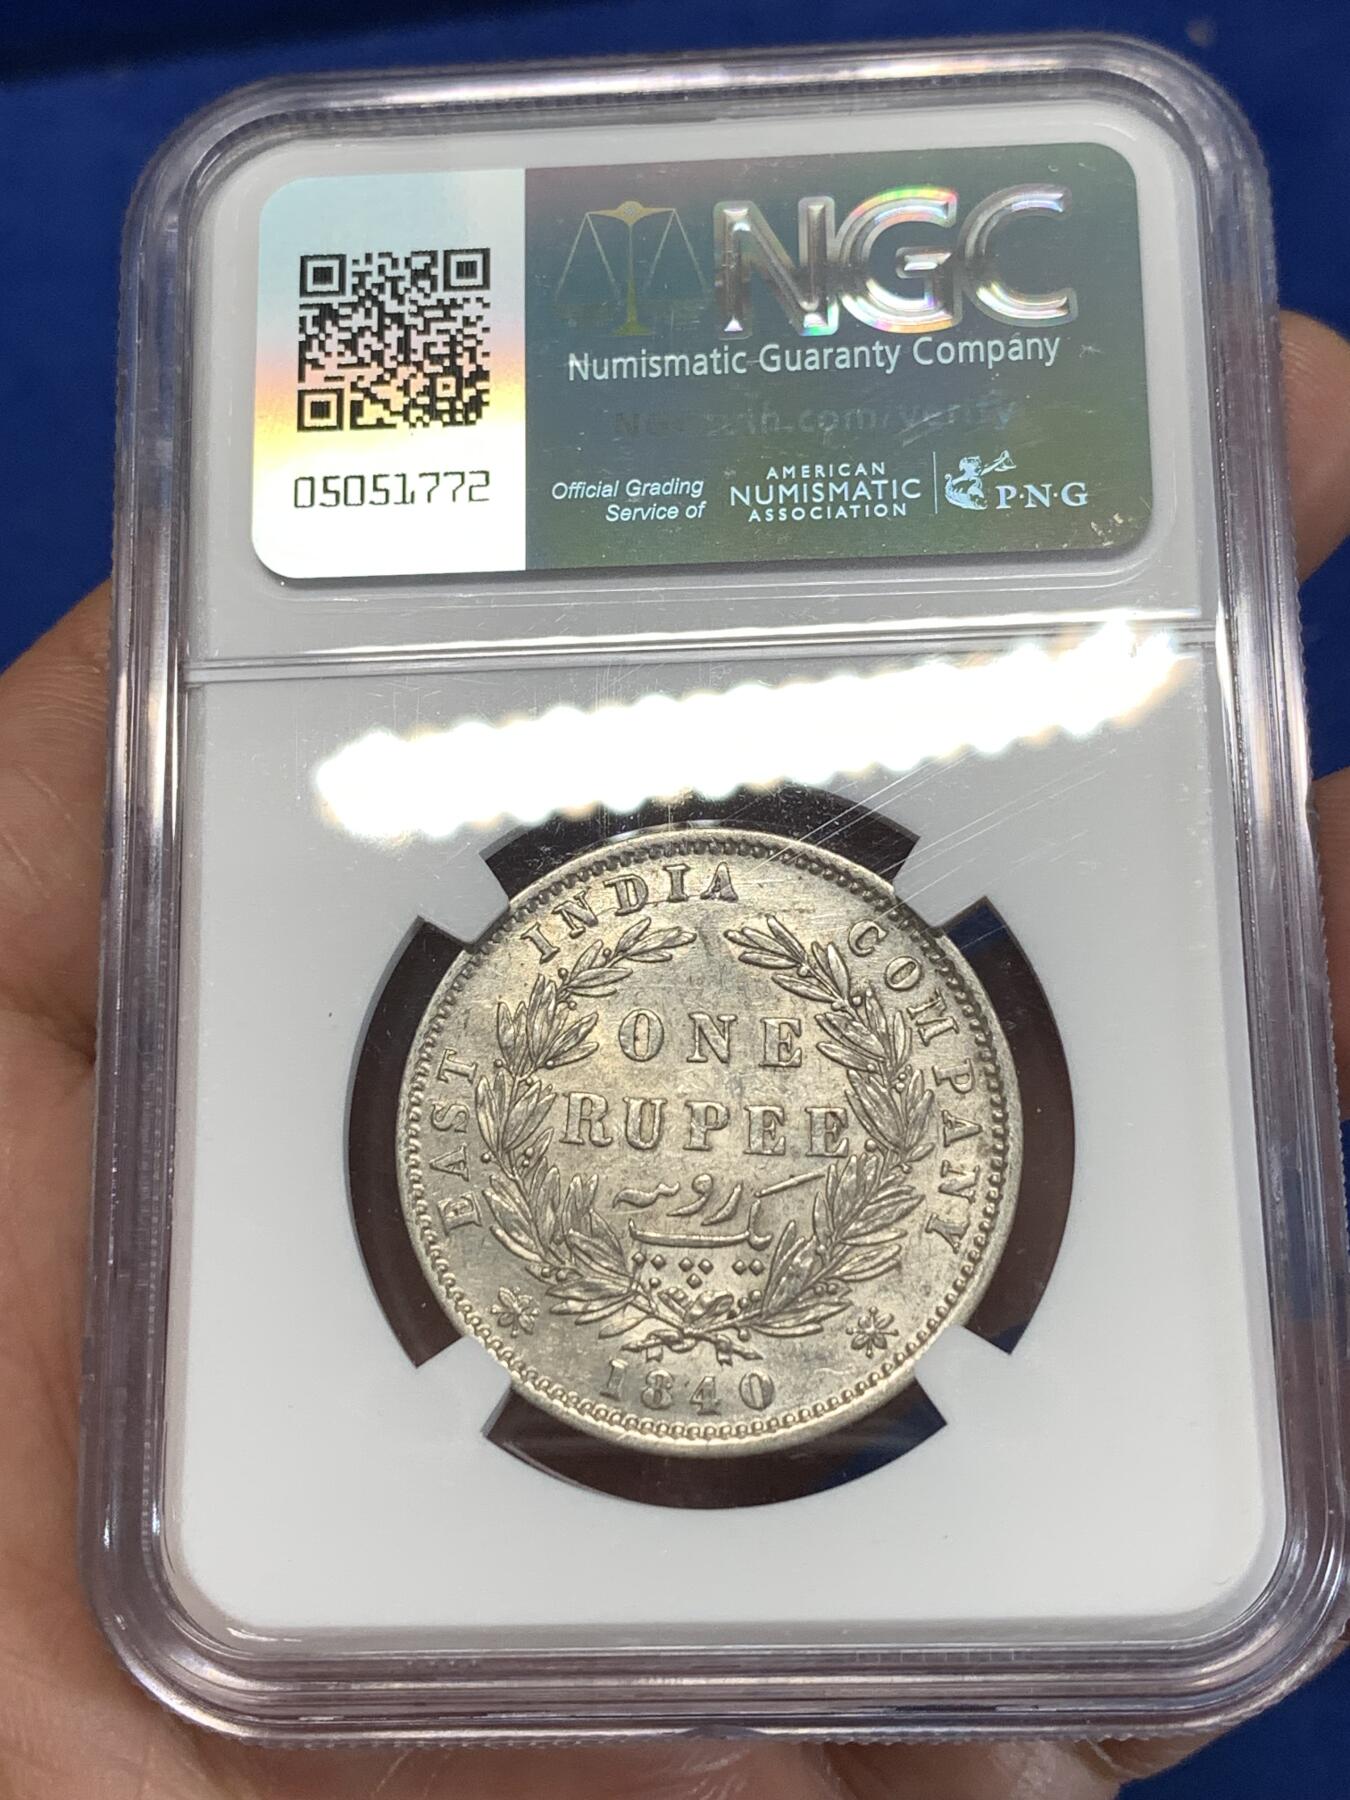 NGC
Numismatic Guaranty Company
05051772
Official Grading
Service of
AMERICAN
NUMISMATIC
ASSOCIATION
P·N·G
EAST INDIA COMPANY
ONE
RUPEE
یک روپیه
1840